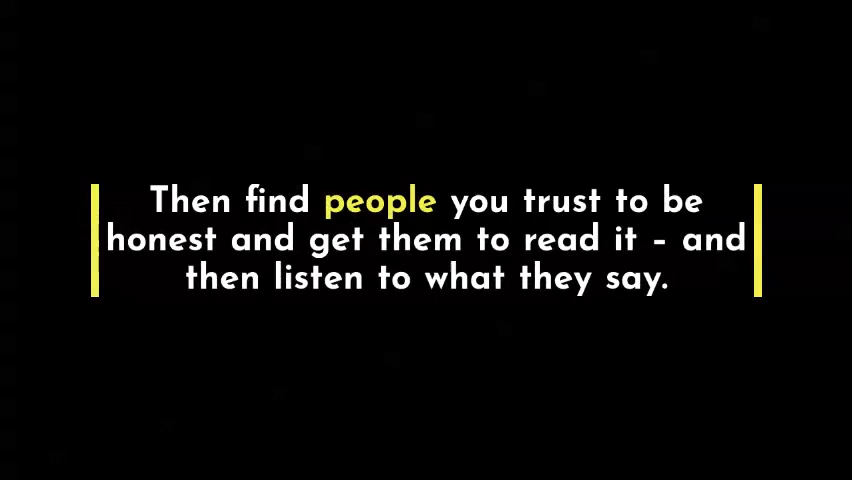 Then find people you trust to be
honest and get them to read it – and
then listen to what they say.